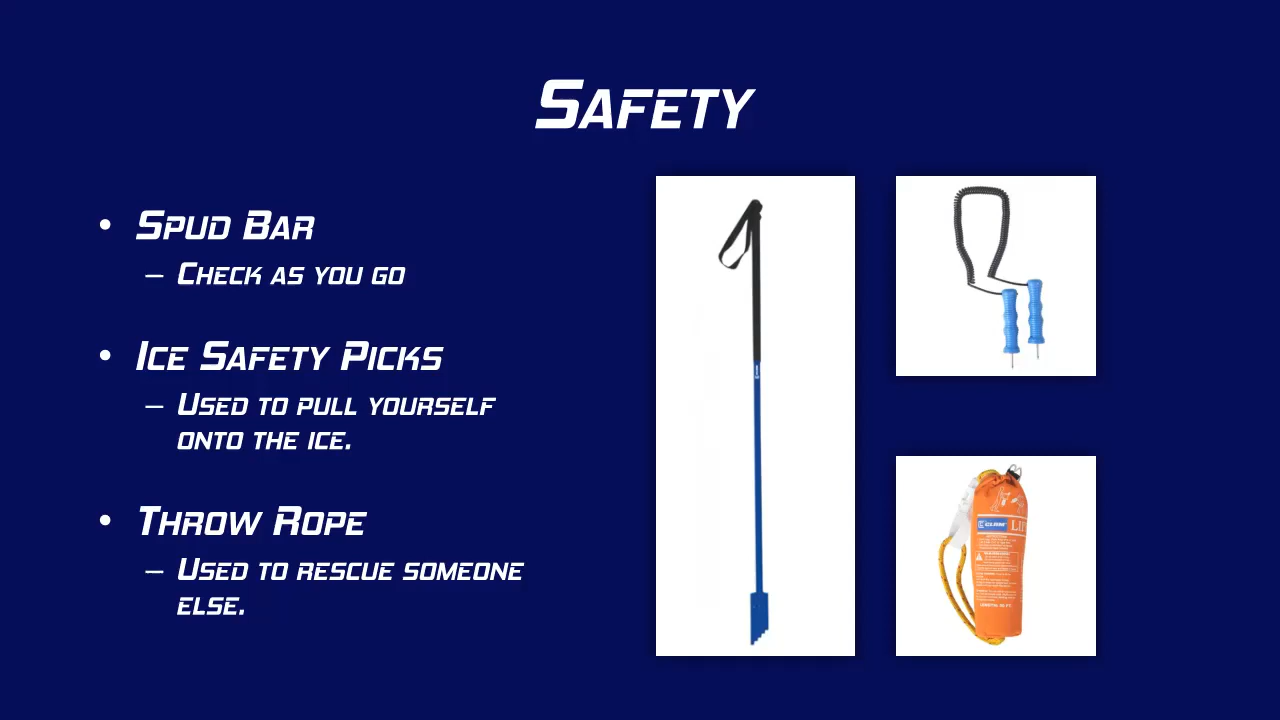 Safety
• Spud Bar
– Check as you go
• Ice Safety Picks
– Used to pull yourself
onto the ice.
• Throw Rope
– Used to rescue someone
else.